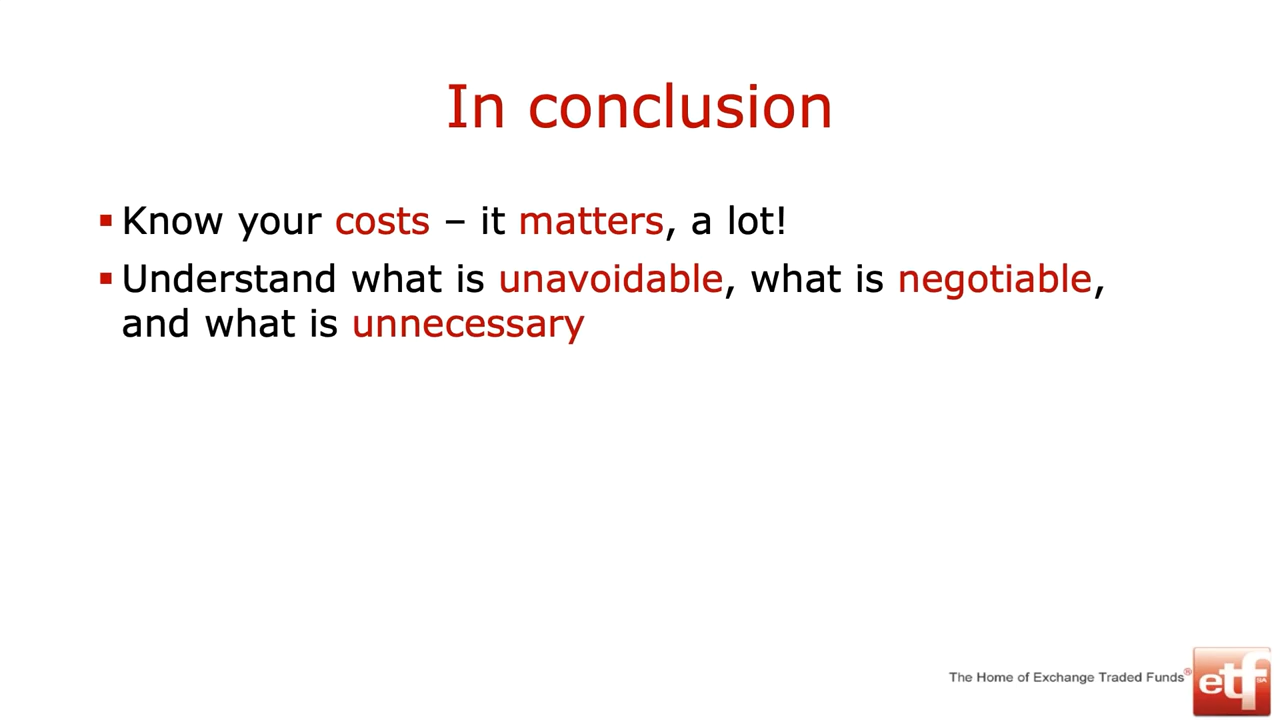 In conclusion
▪ Know your costs – it matters, a lot!
▪ Understand what is unavoidable, what is negotiable,
and what is unnecessary
The Home of Exchange Traded Funds®
etf
SA